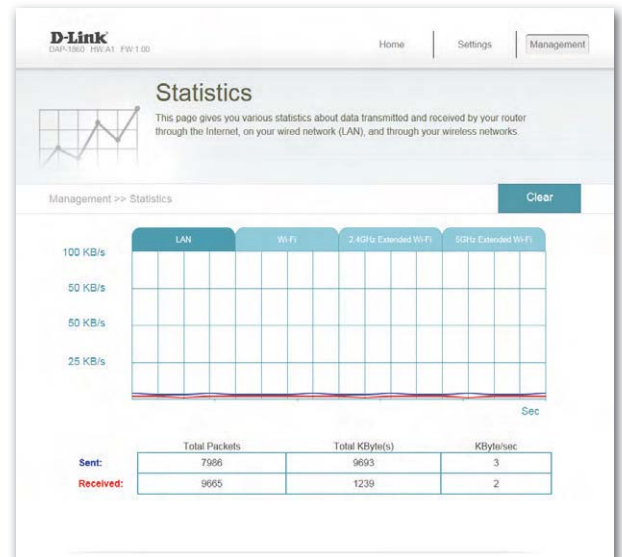 D-Link
DAP-1860 HW:A1 FW:1.00
Home Settings Management
Statistics
This page gives you various statistics about data transmitted and received by your router
through the Internet, on your wired network (LAN), and through your wireless networks.
Management >> Statistics
Clear
LAN Wi-Fi 2.4GHz Extended Wi-Fi 5GHz Extended Wi-Fi
100 KB/s
50 KB/s
50 KB/s
25 KB/s
Sec
Total Packets Total KByte(s) KByte/sec
Sent: 7986 9693 3
Received: 9665 1239 2